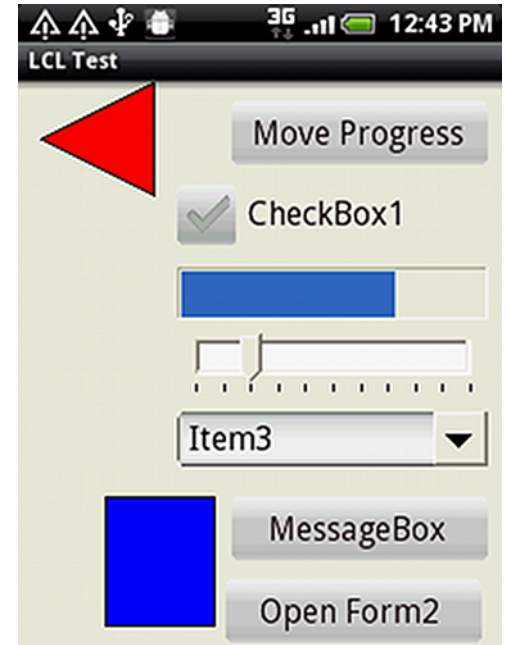 3G 12:43 PM
LCL Test
Move Progress
CheckBox1
Item3
MessageBox
Open Form2